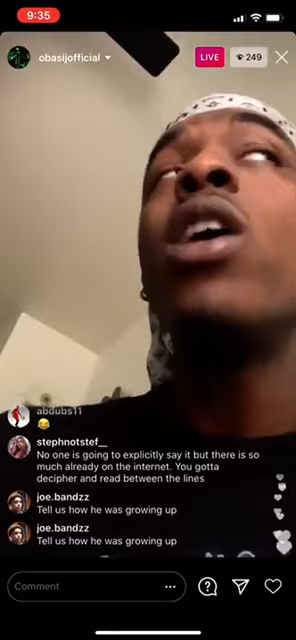 9:35
obasijofficial
LIVE
249
abdubs11
😂
stephnotstef__
No one is going to explicitly say it but there is so
much already on the internet. You gotta
decipher and read between the lines
joe.bandzz
Tell us how he was growing up
joe.bandzz
Tell us how he was growing up
Comment